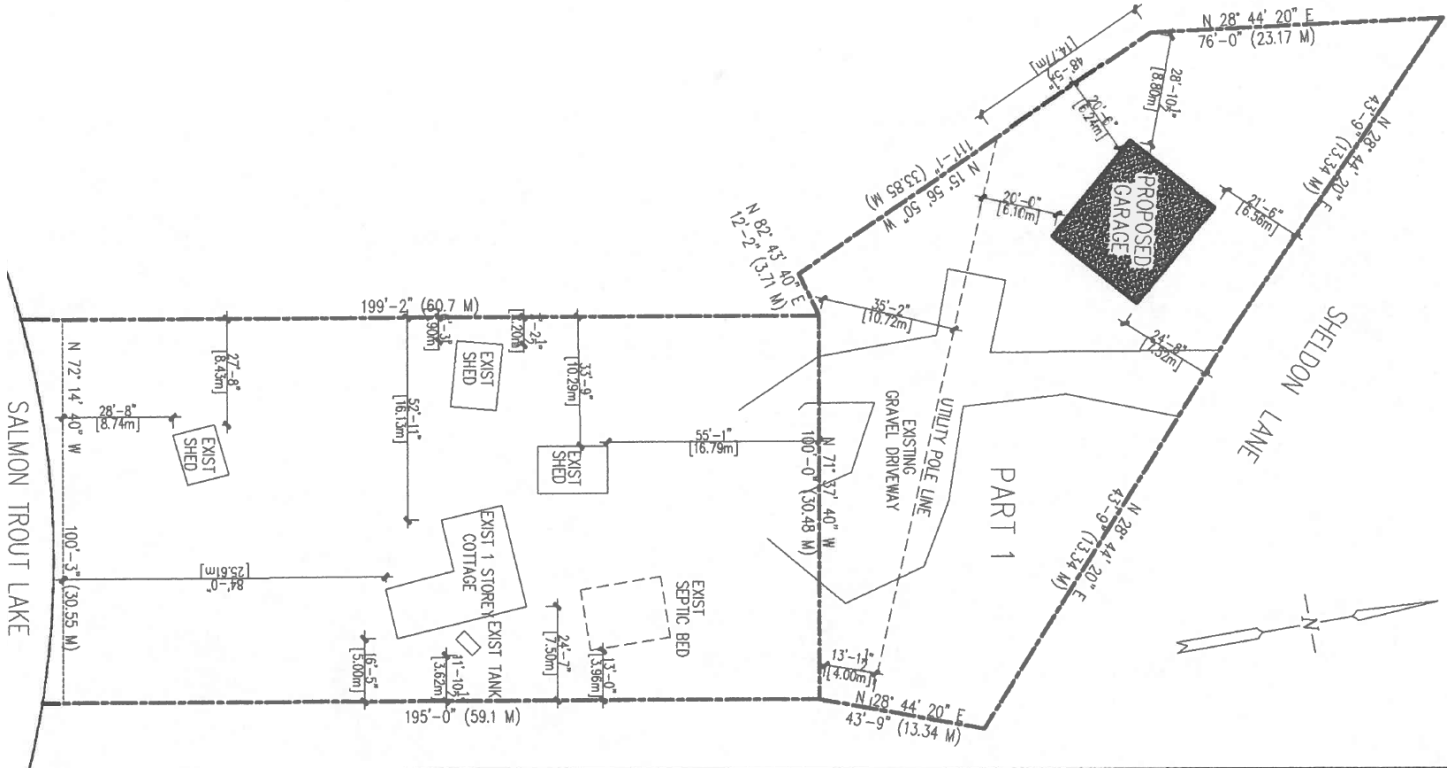 N 28° 44' 20" E
76'-0" (23.17 M)
48'-5½"
[14.77m]
28'-10½"
[8.80m]
20'-6"
[6.24m]
N 28° 44' 20" E
43'-9" (13.34 M)
N 15° 56' 50" W
111'-1" (33.85 M)
PROPOSED
GARAGE
21'-6"
[6.56m]
20'-0"
[6.10m]
24'-8"
[7.52m]
SHELDON LANE
N 82° 43' 40" E
12'-2" (3.71 M)
35'-2"
[10.72m]
199'-2" (60.7 M)
27'-8"
[8.43m]
N 72° 14' 40" W
100'-3" (30.55 M)
28'-8"
[8.74m]
EXIST
SHED
52'-11"
[16.13m]
EXIST
SHED
33'-9"
[10.29m]
EXIST
SHED
55'-1"
[16.79m]
N 71° 37' 40" W
100'-0" (30.48 M)
UTILITY POLE LINE
EXISTING
GRAVEL DRIVEWAY
PART 1
N 28° 44' 20" E
43'-9" (13.34 M)
SALMON TROUT LAKE
84'-0"
[25.61m]
EXIST 1 STOREY
COTTAGE
EXIST TANK
EXIST
SEPTIC BED
16'-5"
[5.00m]
11'-10½"
[3.62m]
24'-7"
[7.50m]
13'-0"
[3.96m]
13'-1½"
[4.00m]
N 28° 44' 20" E
43'-9" (13.34 M)
195'-0" (59.1 M)
N